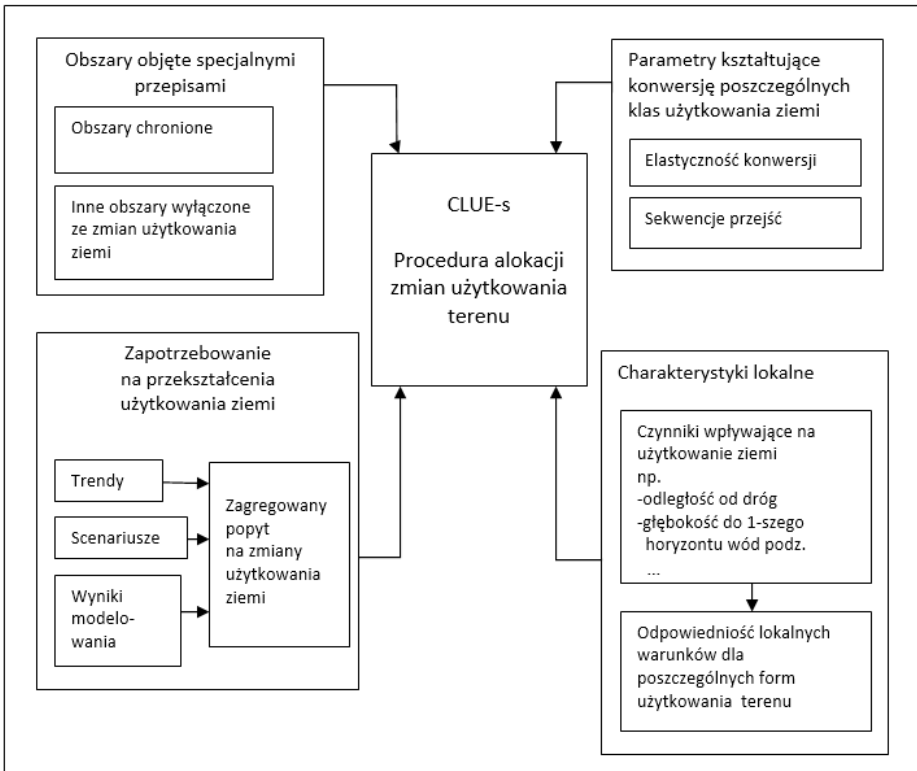 Obszary objęte specjalnymi
przepisami
Obszary chronione
Inne obszary wyłączone
ze zmian użytkowania
ziemi
Parametry kształtujące
konwersję poszczególnych
klas użytkowania ziemi
Elastyczność konwersji
Sekwencje przejść
CLUE-s
Procedura alokacji
zmian użytkowania
terenu
Zapotrzebowanie
na przekształcenia
użytkowania ziemi
Trendy
Scenariusze
Wyniki
modelo-
wania
Zagregowany
popyt
na zmiany
użytkowania
ziemi
Charakterystyki lokalne
Czynniki wpływające na
użytkowanie ziemi
np.
-odległość od dróg
-głębokość do 1-szego
horyzontu wód podz.
...
Odpowiedniość lokalnych
warunków dla
poszczególnych form
użytkowania terenu